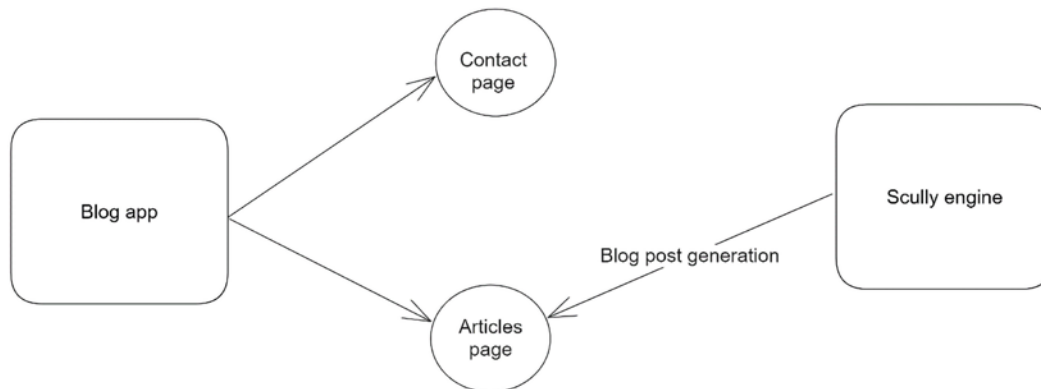 Contact
page
Blog app
Scully engine
Blog post generation
Articles
page